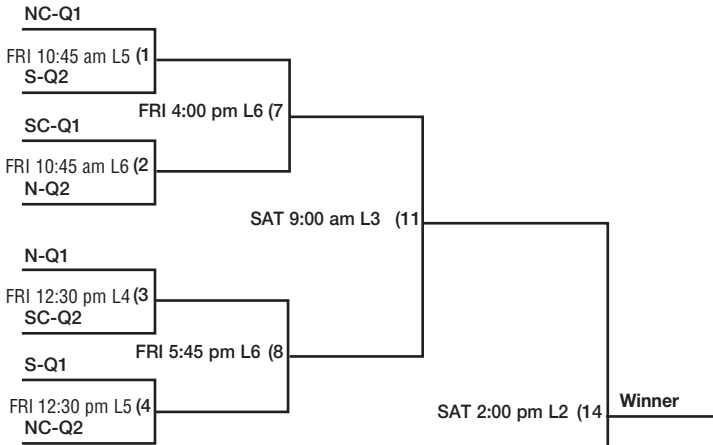 NC-Q1
FRI 10:45 am L5 (1
S-Q2
FRI 4:00 pm L6 (7
SC-Q1
FRI 10:45 am L6 (2
N-Q2
SAT 9:00 am L3 (11
N-Q1
FRI 12:30 pm L4 (3
SC-Q2
FRI 5:45 pm L6 (8
S-Q1
FRI 12:30 pm L5 (4
NC-Q2
SAT 2:00 pm L2 (14
Winner